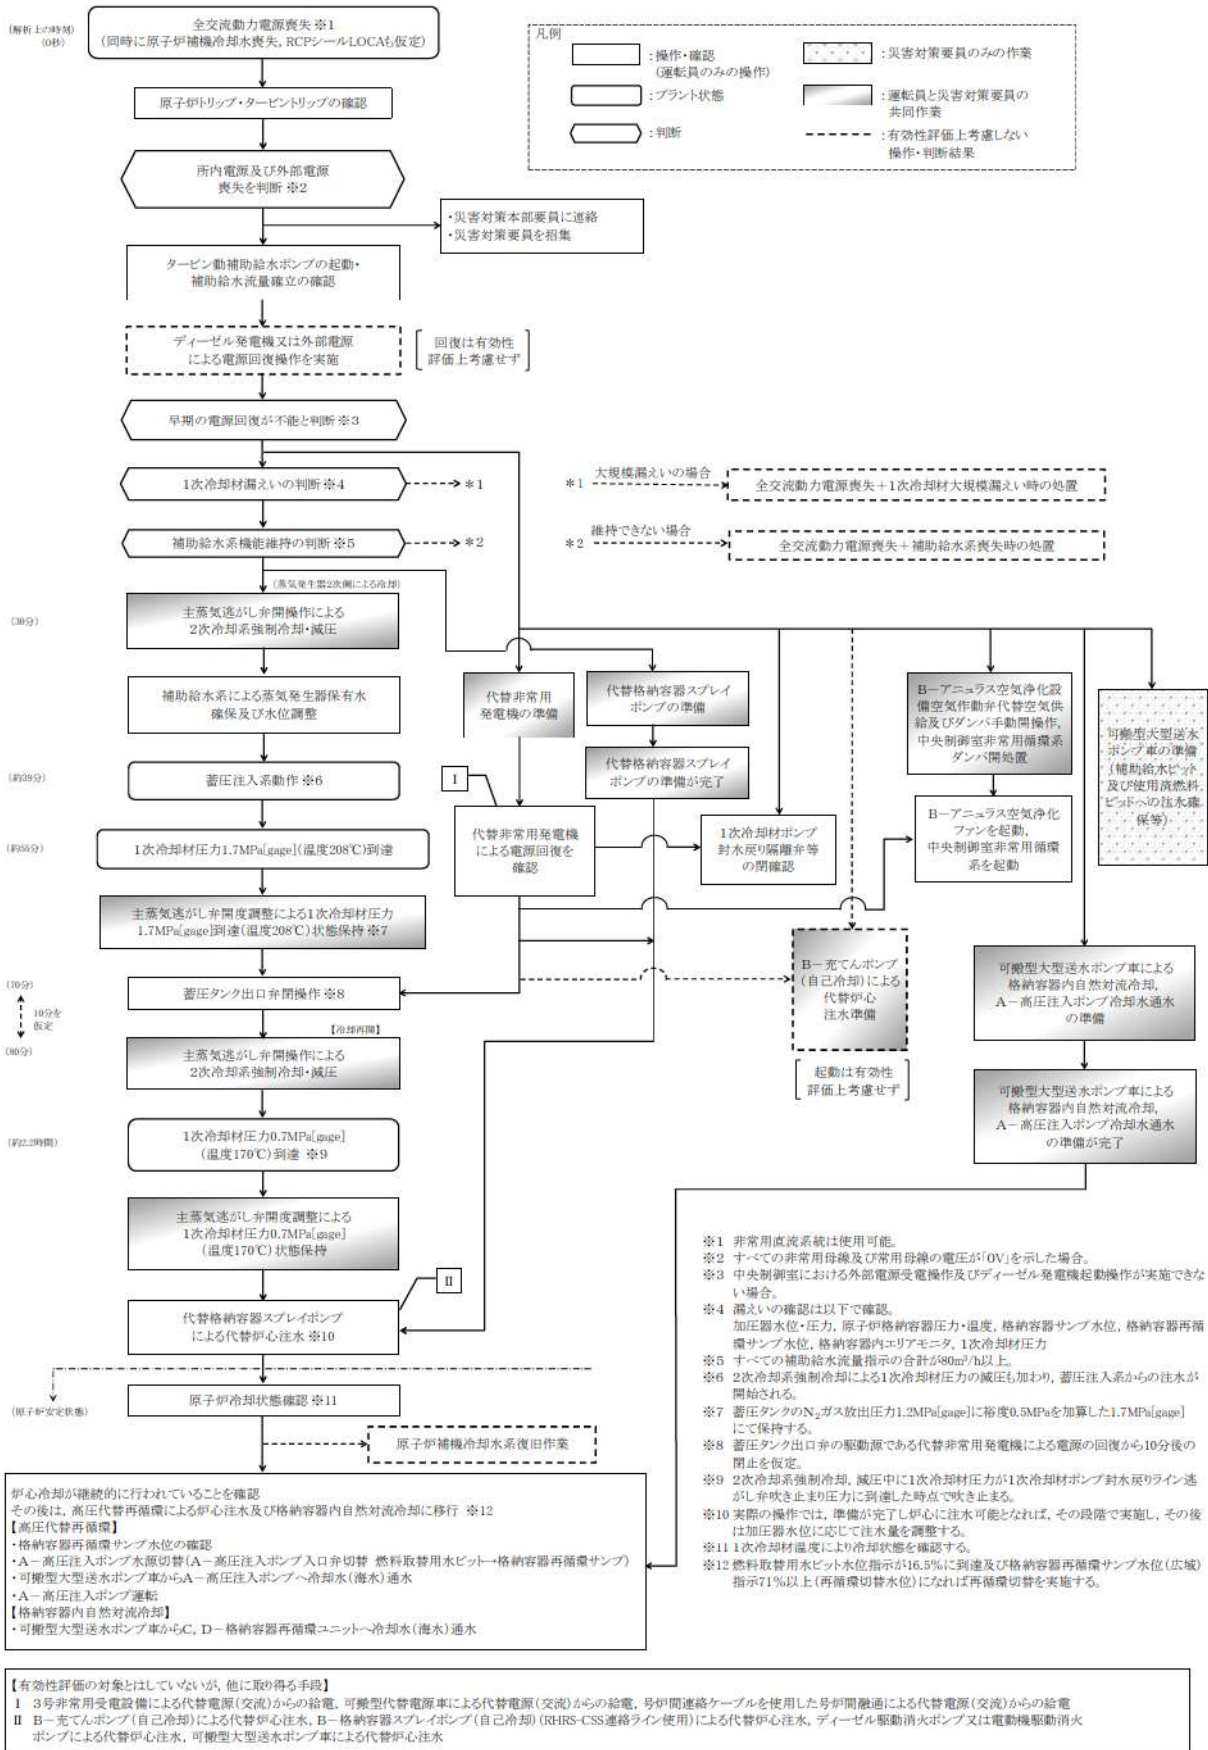 (解析上の時刻)
(0秒)
全交流動力電源喪失 ※1
(同時に原子炉補機冷却水喪失, RCPシールLOCAも仮定)
原子炉トリップ・タービントリップの確認
所内電源及び外部電源
喪失を判断 ※2
・災害対策本部要員に連絡
・災害対策要員を招集
タービン動補助給水ポンプの起動・
補助給水流量確立の確認
ディーゼル発電機又は外部電源
による電源回復操作を実施
回復は有効性
評価上考慮せず
早期の電源回復が不能と判断 ※3
凡例
:操作・確認
(運転員のみの操作)
:プラント状態
:判断
:災害対策要員のみの作業
:運転員と災害対策要員の
共同作業
:有効性評価上考慮しない
操作・判断結果
1次冷却材漏えいの判断 ※4
*1
*1
大規模漏えいの場合
全交流動力電源喪失+1次冷却材大規模漏えい時の処置
補助給水系機能維持の判断 ※5
*2
*2
維持できない場合
全交流動力電源喪失+補助給水系喪失時の処置
(蒸気発生器2次側による冷却)
(30分)
主蒸気逃がし弁開操作による
2次冷却系強制冷却・減圧
補助給水系による蒸気発生器保有水
確保及び水位調整
(約39分)
蓄圧注入系動作 ※6
(約55分)
1次冷却材圧力1.7MPa[gage](温度208℃)到達
主蒸気逃がし弁開度調整による1次冷却材圧力
1.7MPa[gage]到達(温度208℃)状態保持 ※7
(70分)
10分を
仮定
(80分)
蓄圧タンク出口弁閉操作 ※8
【冷却再開】
主蒸気逃がし弁開操作による
2次冷却系強制冷却・減圧
(約2.2時間)
1次冷却材圧力0.7MPa[gage]
(温度170℃)到達 ※9
主蒸気逃がし弁開度調整による
1次冷却材圧力0.7MPa[gage]
(温度170℃)状態保持
II
代替格納容器スプレイポンプ
による代替炉心注水 ※10
(原子炉安定状態)
原子炉冷却状態確認 ※11
原子炉補機冷却水系復旧作業
代替非常用
発電機の準備
I
代替非常用発電機
による電源回復を
確認
代替格納容器スプレイ
ポンプの準備
代替格納容器スプレイ
ポンプの準備が完了
1次冷却材ポンプ
封水戻り隔離弁等
の閉確認
B-充てんポンプ
(自己冷却)による
代替炉心
注水準備
起動は有効性
評価上考慮せず
B-アニュラス空気浄化設
備空気作動弁代替空気供
給及びダンパ手動開操作,
中央制御室非常用循環系
ダンパ開処置
B-アニュラス空気浄化
ファンを起動,
中央制御室非常用循環
系を起動
可搬型大型送水
ポンプ車の準備
(補助給水ピット
及び使用済燃料
ピットへの注水確
保等)
可搬型大型送水ポンプ車による
格納容器内自然対流冷却,
A-高圧注入ポンプ冷却水通水
の準備
可搬型大型送水ポンプ車による
格納容器内自然対流冷却,
A-高圧注入ポンプ冷却水通水
の準備が完了
炉心冷却が継続的に行われていることを確認
その後は, 高圧代替再循環による炉心注水及び格納容器内自然対流冷却に移行 ※12
【高圧代替再循環】
・格納容器再循環サンプ水位の確認
・A-高圧注入ポンプ水源切替(A-高圧注入ポンプ入口弁切替 燃料取替用水ピット→格納容器再循環サンプ)
・可搬型大型送水ポンプ車からA-高圧注入ポンプへ冷却水(海水)通水
・A-高圧注入ポンプ運転
【格納容器内自然対流冷却】
・可搬型大型送水ポンプ車からC, D-格納容器再循環ユニットへ冷却水(海水)通水
※1 非常用直流系統は使用可能。
※2 すべての非常用母線及び常用母線の電圧が「0V」を示した場合。
※3 中央制御室における外部電源受電操作及びディーゼル発電機起動操作が実施できな
い場合。
※4 漏えいの確認は以下で確認。
加圧器水位・圧力, 原子炉格納容器圧力・温度, 格納容器サンプ水位, 格納容器再循
環サンプ水位, 格納容器内エリアモニタ, 1次冷却材圧力
※5 すべての補助給水流量指示の合計が80m³/h以上。
※6 2次冷却系強制冷却による1次冷却材圧力の減圧も加わり, 蓄圧注入系からの注水が
開始される。
※7 蓄圧タンクのN₂ガス放出圧力1.2MPa[gage]に裕度0.5MPaを加算した1.7MPa[gage]
にて保持する。
※8 蓄圧タンク出口弁の駆動源である代替非常用発電機による電源の回復から10分後の
閉止を仮定。
※9 2次冷却系強制冷却, 減圧中に1次冷却材圧力が1次冷却材ポンプ封水戻りライン逃
がし弁吹き止まり圧力に到達した時点で吹き止まる。
※10 実際の操作では, 準備が完了し炉心に注水可能となれば, その段階で実施し, その後
は加圧器水位に応じて注水量を調整する。
※11 1次冷却材温度により冷却状態を確認する。
※12 燃料取替用水ピット水位指示が16.5%に到達及び格納容器再循環サンプ水位(広域)
指示71%以上(再循環切替水位)になれば再循環切替を実施する。
【有効性評価の対象とはしていないが, 他に取り得る手段】
I 3号非常用受電設備による代替電源(交流)からの給電, 可搬型代替電源車による代替電源(交流)からの給電, 号炉間連絡ケーブルを使用した号炉間融通による代替電源(交流)からの給電
II B-充てんポンプ(自己冷却)による代替炉心注水, B-格納容器スプレイポンプ(自己冷却)(RHRS-CSS連絡ライン使用)による代替炉心注水, ディーゼル駆動消火ポンプ又は電動機駆動消火
ポンプによる代替炉心注水, 可搬型大型送水ポンプ車による代替炉心注水